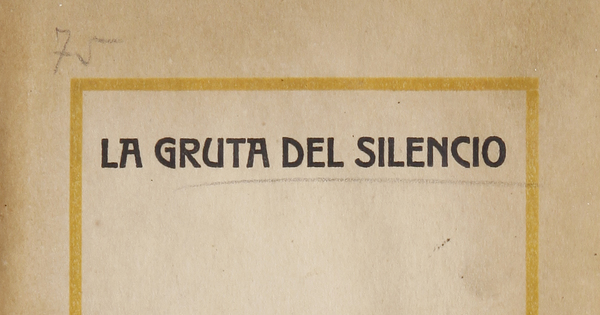 75
LA GRUTA DEL SILENCIO